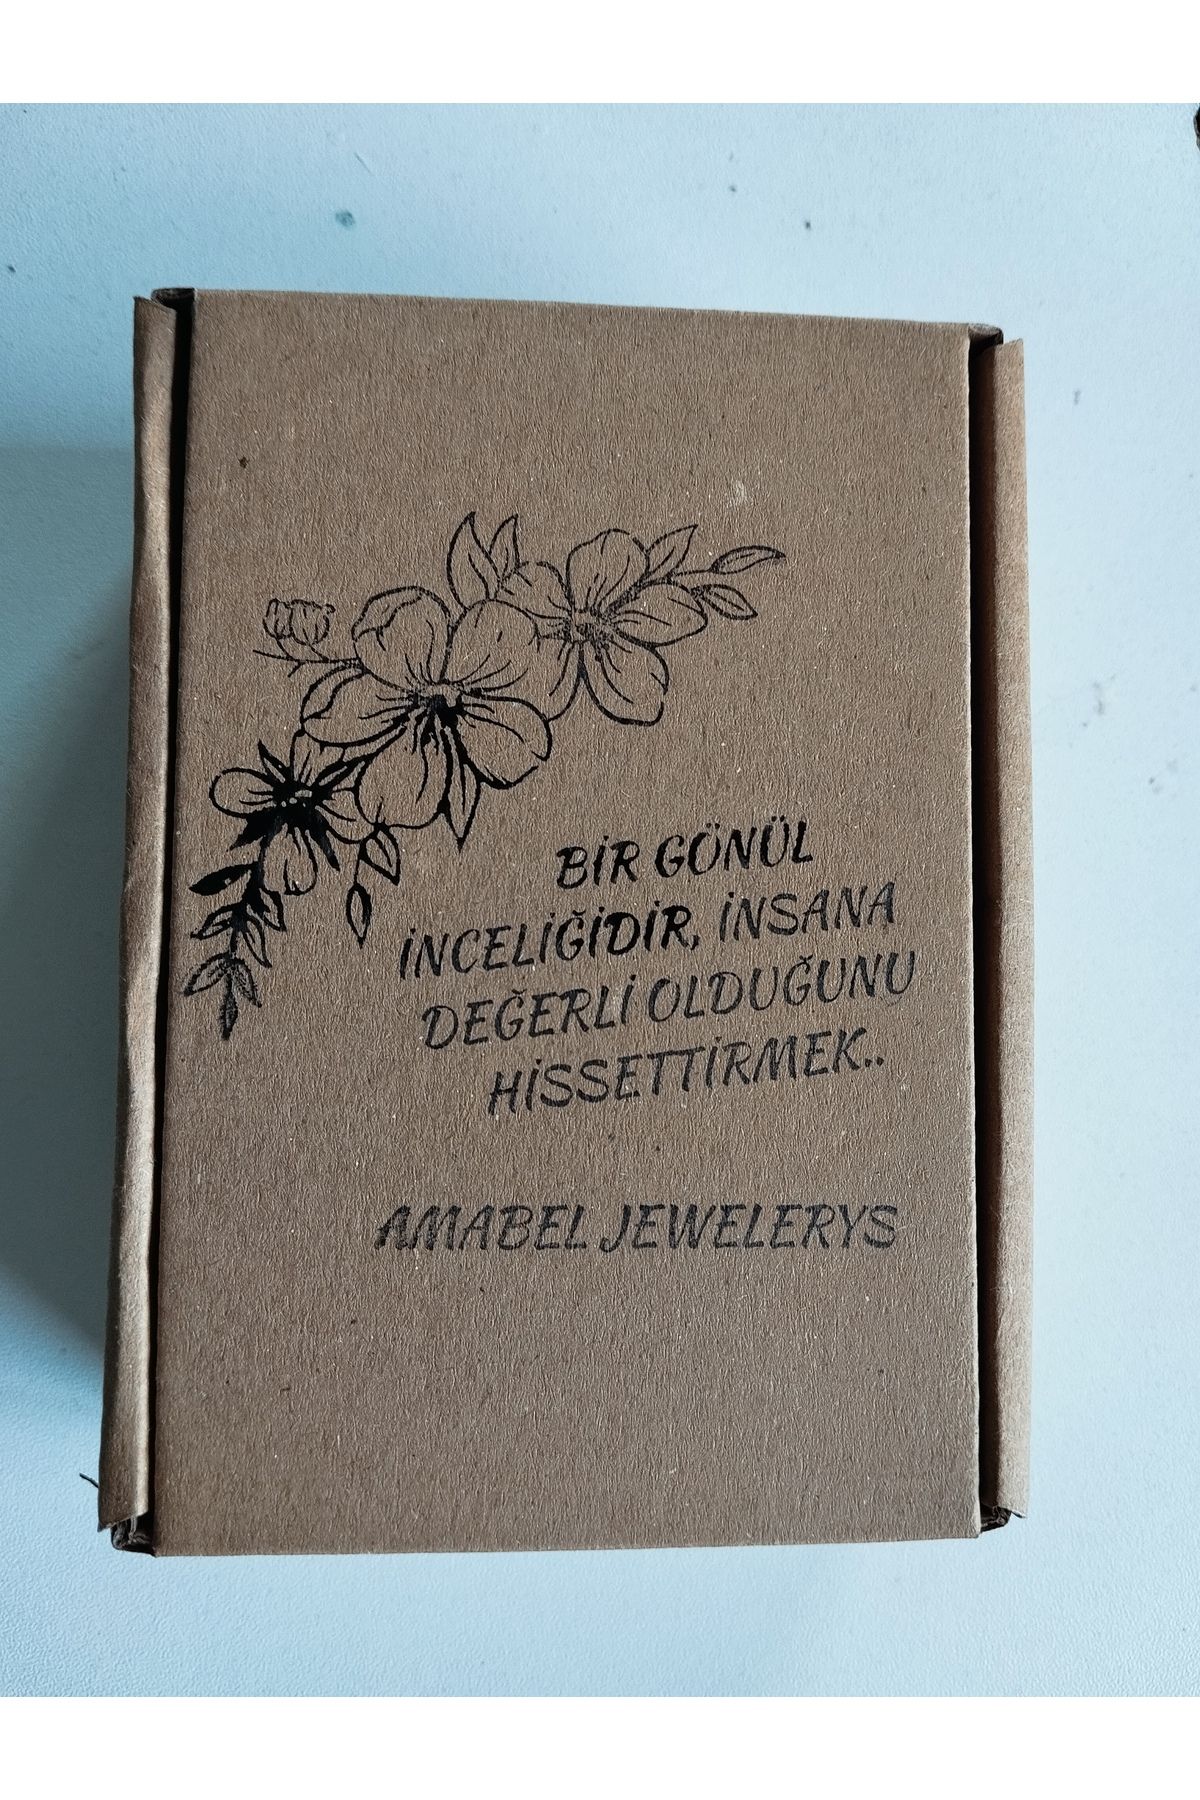 BİR GÖNÜL
İNCELİĞİDİR, İNSANA
DEĞERLİ OLDUĞUNU
HİSSETTİRMEK..
AMABEL JEWELERYS